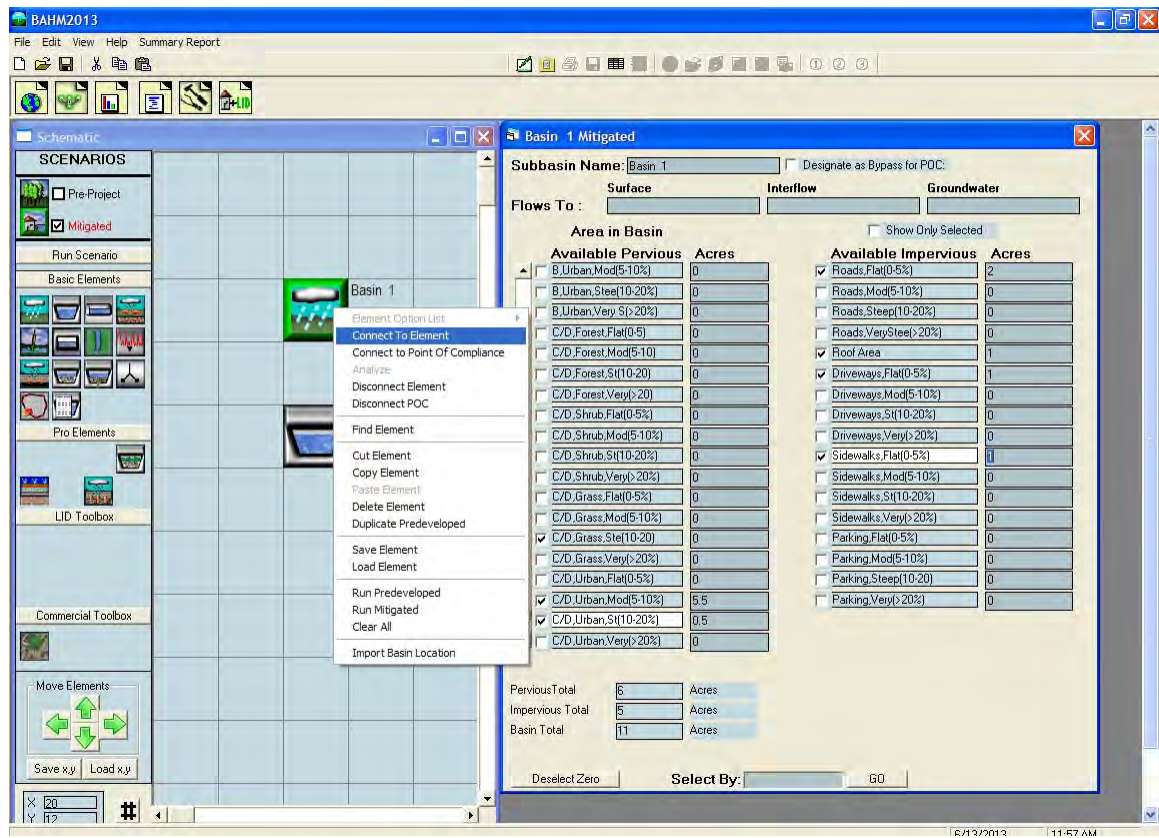 BAHM2013
File Edit View Help Summary Report
Schematic
SCENARIOS
Pre-Project
Mitigated
Run Scenario
Basic Elements
Pro Elements
LID Toolbox
Commercial Toolbox
Move Elements
Save x,y Load x,y
X 20
Y 12
#
+LID
Basin 1
Element Option List
Connect To Element
Connect to Point Of Compliance
Analyze
Disconnect Element
Disconnect POC
Find Element
Cut Element
Copy Element
Paste Element
Delete Element
Duplicate Predeveloped
Save Element
Load Element
Run Predeveloped
Run Mitigated
Clear All
Import Basin Location
Basin 1 Mitigated
Subbasin Name: Basin 1 Designate as Bypass for POC:
Surface Interflow Groundwater
Flows To :
Area in Basin Show Only Selected
Available Pervious Acres Available Impervious Acres
B,Urban,Mod(5-10%) 0 Roads,Flat(0-5%) 2
B,Urban,Stee(10-20%) 0 Roads,Mod(5-10%) 0
B,Urban,Very S(>20%) 0 Roads,Steep(10-20%) 0
C/D,Forest,Flat(0-5) 0 Roads,VeryStee(>20%) 0
C/D,Forest,Mod(5-10) 0 Roof Area 1
C/D,Forest,St(10-20) 0 Driveways,Flat(0-5%) 1
C/D,Forest,Very(>20) 0 Driveways,Mod(5-10%) 0
C/D,Shrub,Flat(0-5%) 0 Driveways,St(10-20%) 0
C/D,Shrub,Mod(5-10%) 0 Driveways,Very(>20%) 0
C/D,Shrub,St(10-20%) 0 Sidewalks,Flat(0-5%) 1
C/D,Shrub,Very(>20%) 0 Sidewalks,Mod(5-10%) 0
C/D,Grass,Flat(0-5%) 0 Sidewalks,St(10-20%) 0
C/D,Grass,Mod(5-10%) 0 Sidewalks,Very(>20%) 0
C/D,Grass,Ste(10-20) 0 Parking,Flat(0-5%) 0
C/D,Grass,Very(>20%) 0 Parking,Mod(5-10%) 0
C/D,Urban,Flat(0-5%) 0 Parking,Steep(10-20) 0
C/D,Urban,Mod(5-10%) 5.5 Parking,Very(>20%) 0
C/D,Urban,St(10-20%) 0.5
C/D,Urban,Very(>20%) 0
PerviousTotal 6 Acres
Impervious Total 5 Acres
Basin Total 11 Acres
Deselect Zero Select By: GO
6/13/2013 11:57 AM